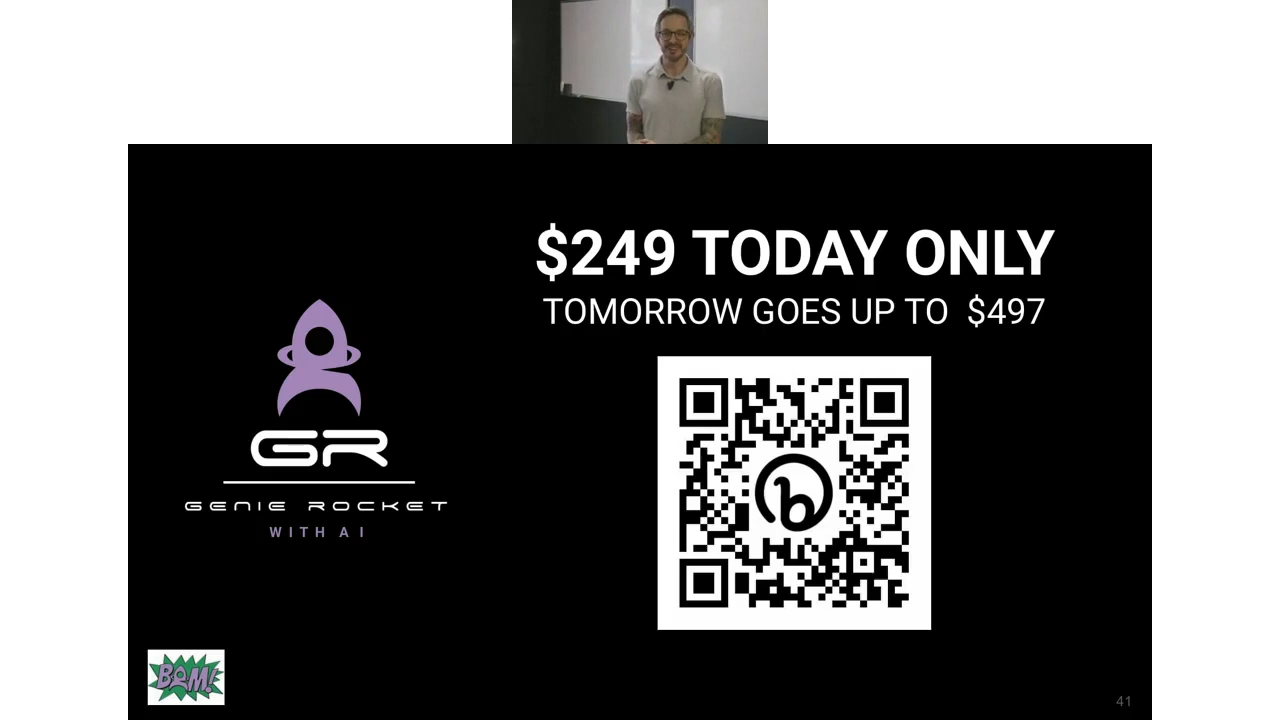 $249 TODAY ONLY
TOMORROW GOES UP TO $497
GR
GENIE ROCKET
WITH AI
b
BAM!
41